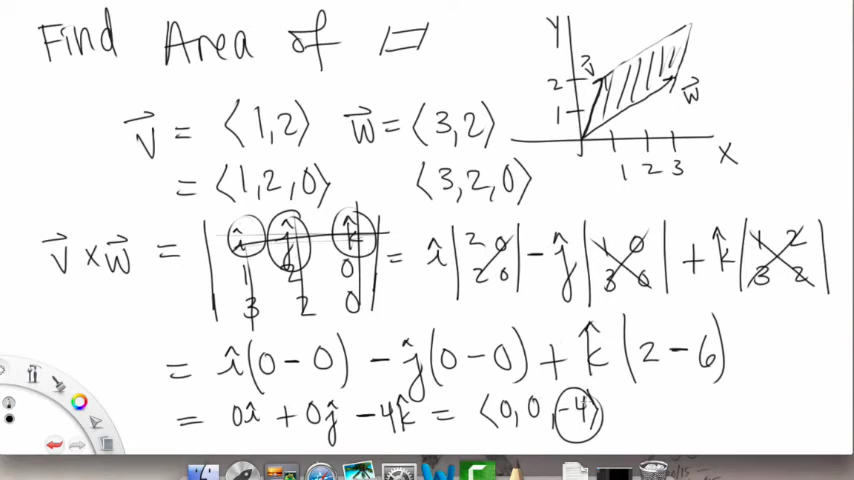 Find Area of ▱
Y
2
1
v⃗
w⃗
1 2 3 X
v⃗ = ⟨1,2⟩ w⃗ = ⟨3,2⟩
= ⟨1,2,0⟩ ⟨3,2,0⟩
v⃗ × w⃗ = | î ĵ k̂ | = î | 2 0 | - ĵ | 1 0 | + k̂ | 1 2 |
1 2 0 2 0 3 0 3 2
3 2 0
= î(0-0) - ĵ(0-0) + k̂(2-6)
= 0î + 0ĵ - 4k̂ = ⟨0,0,-4⟩